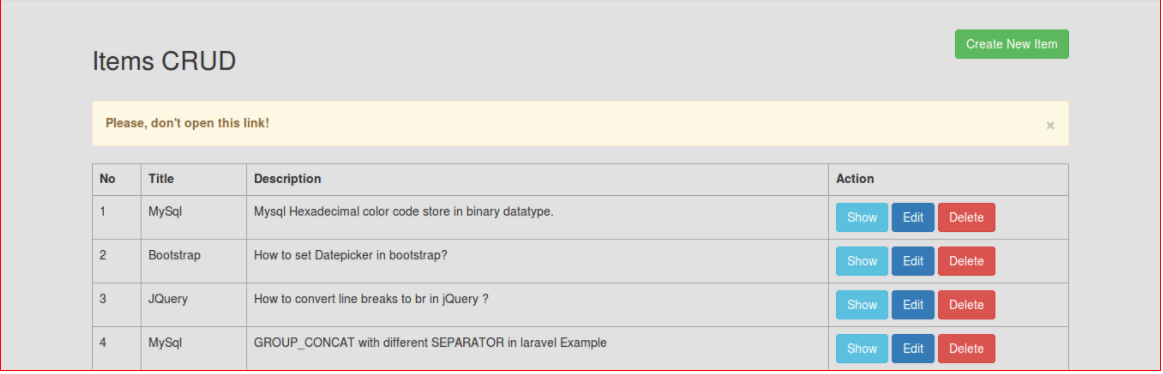 Create New Item
Items CRUD
Please, don't open this link! ×
No Title Description Action
1 MySql Mysql Hexadecimal color code store in binary datatype. Show Edit Delete
2 Bootstrap How to set Datepicker in bootstrap? Show Edit Delete
3 JQuery How to convert line breaks to br in jQuery ? Show Edit Delete
4 MySql GROUP_CONCAT with different SEPARATOR in laravel Example Show Edit Delete